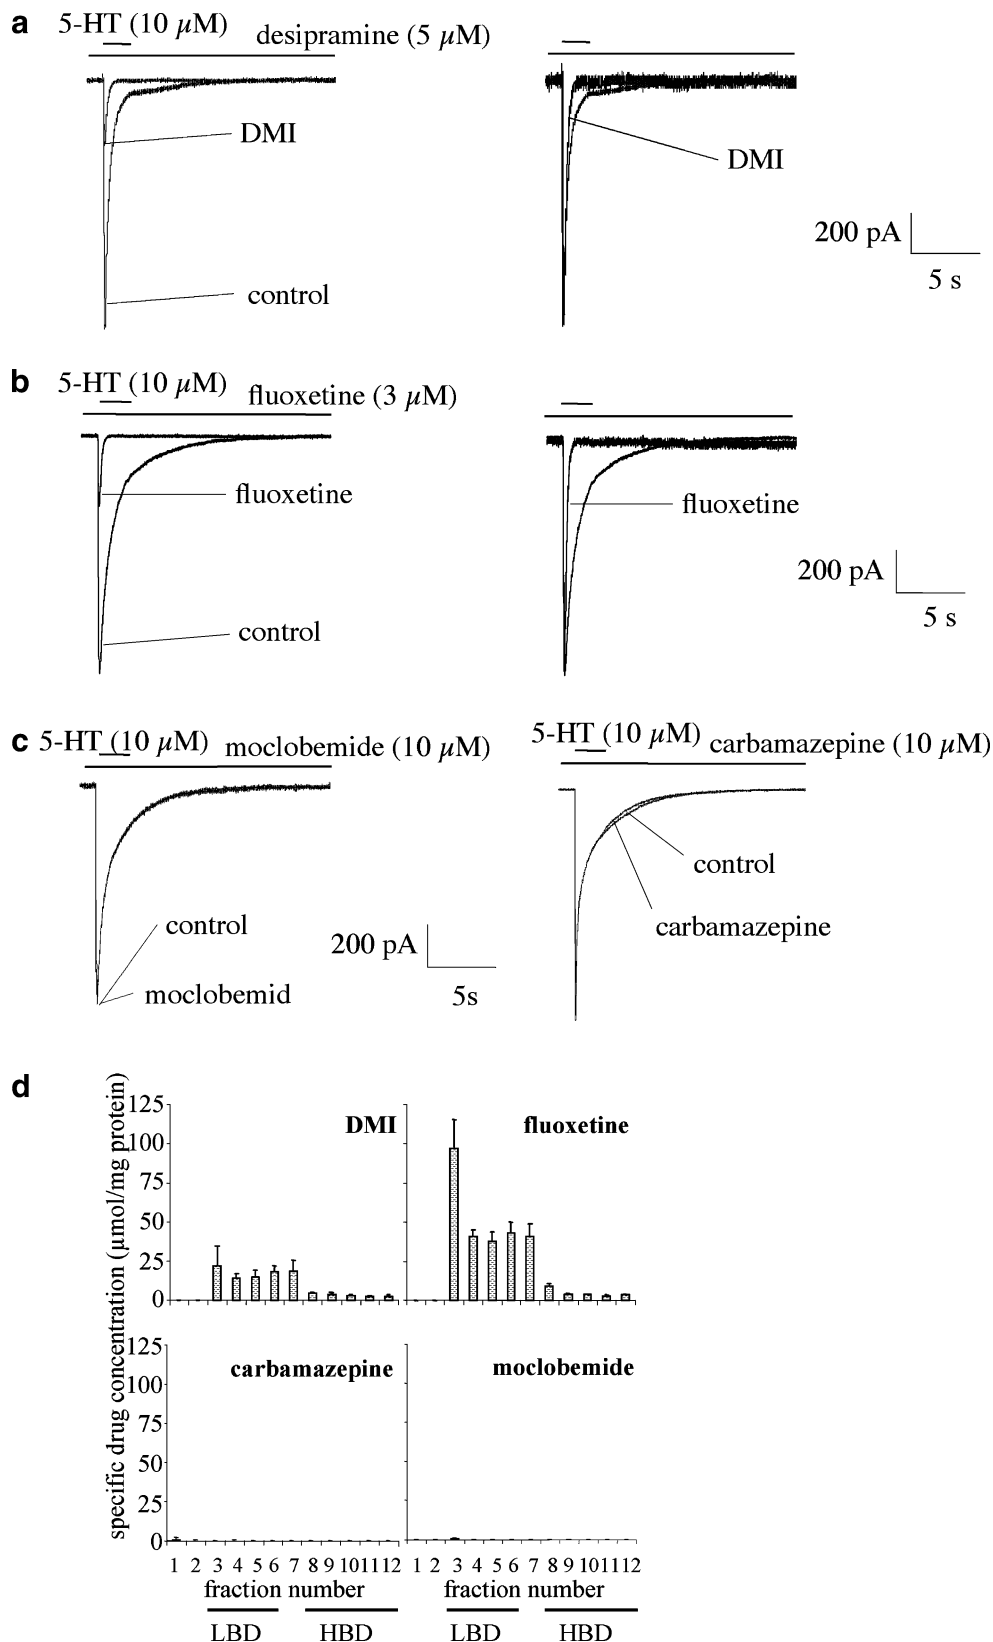 a
5-HT (10 µM)
desipramine (5 µM)
DMI
control
DMI
200 pA
5 s
b
5-HT (10 µM)
fluoxetine (3 µM)
fluoxetine
control
fluoxetine
200 pA
5 s
c
5-HT (10 µM)
moclobemide (10 µM)
control
moclobemid
200 pA
5s
5-HT (10 µM)
carbamazepine (10 µM)
control
carbamazepine
d
specific drug concentration (µmol/mg protein)
125
100
75
50
25
0
DMI
fluoxetine
125
100
75
50
25
0
carbamazepine
moclobemide
1 2 3 4 5 6 7 8 9 10 11 12
1 2 3 4 5 6 7 8 9 10 11 12
fraction number
fraction number
LBD
HBD
LBD
HBD